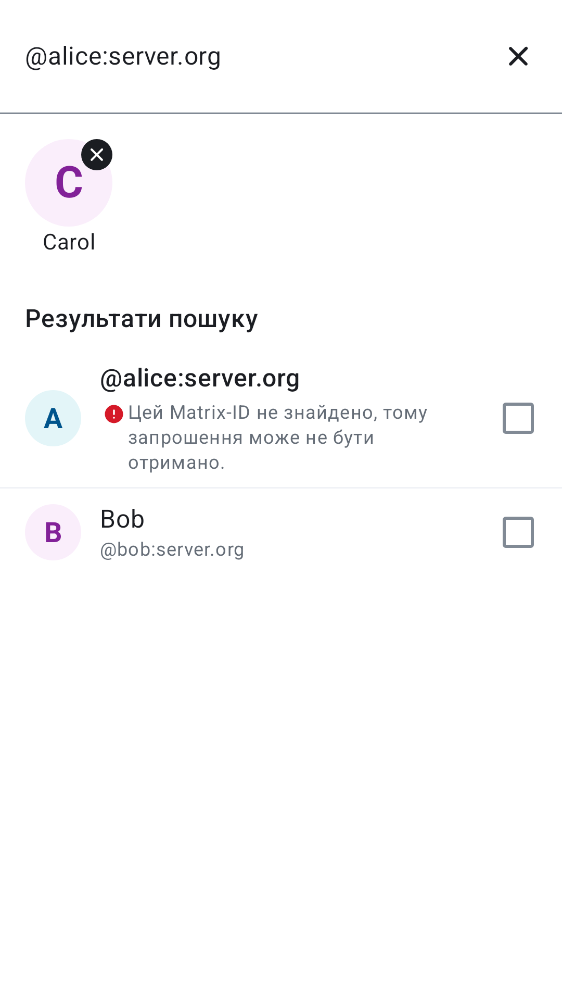 @alice:server.org
C
Carol
Результати пошуку
@alice:server.org
A
Цей Matrix-ID не знайдено, тому
запрошення може не бути
отримано.
B
Bob
@bob:server.org